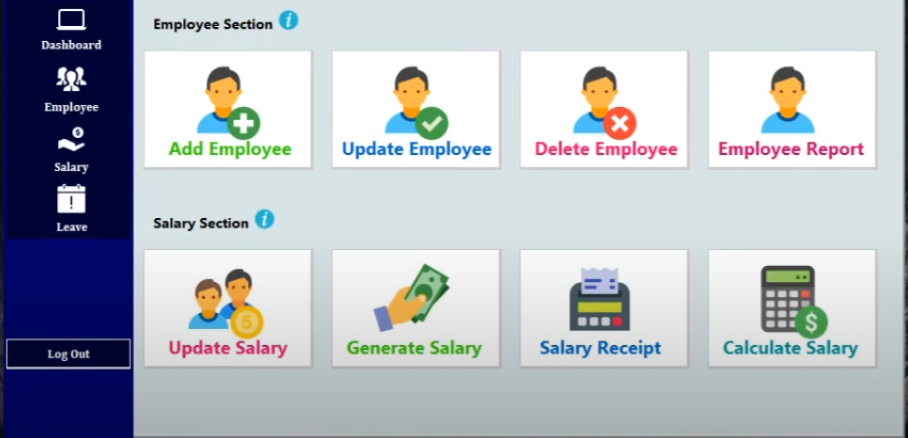 Dashboard
Employee
Salary
Leave
Log Out
Employee Section i
Add Employee
Update Employee
Delete Employee
Employee Report
Salary Section i
5
$
Update Salary
Generate Salary
Salary Receipt
Calculate Salary